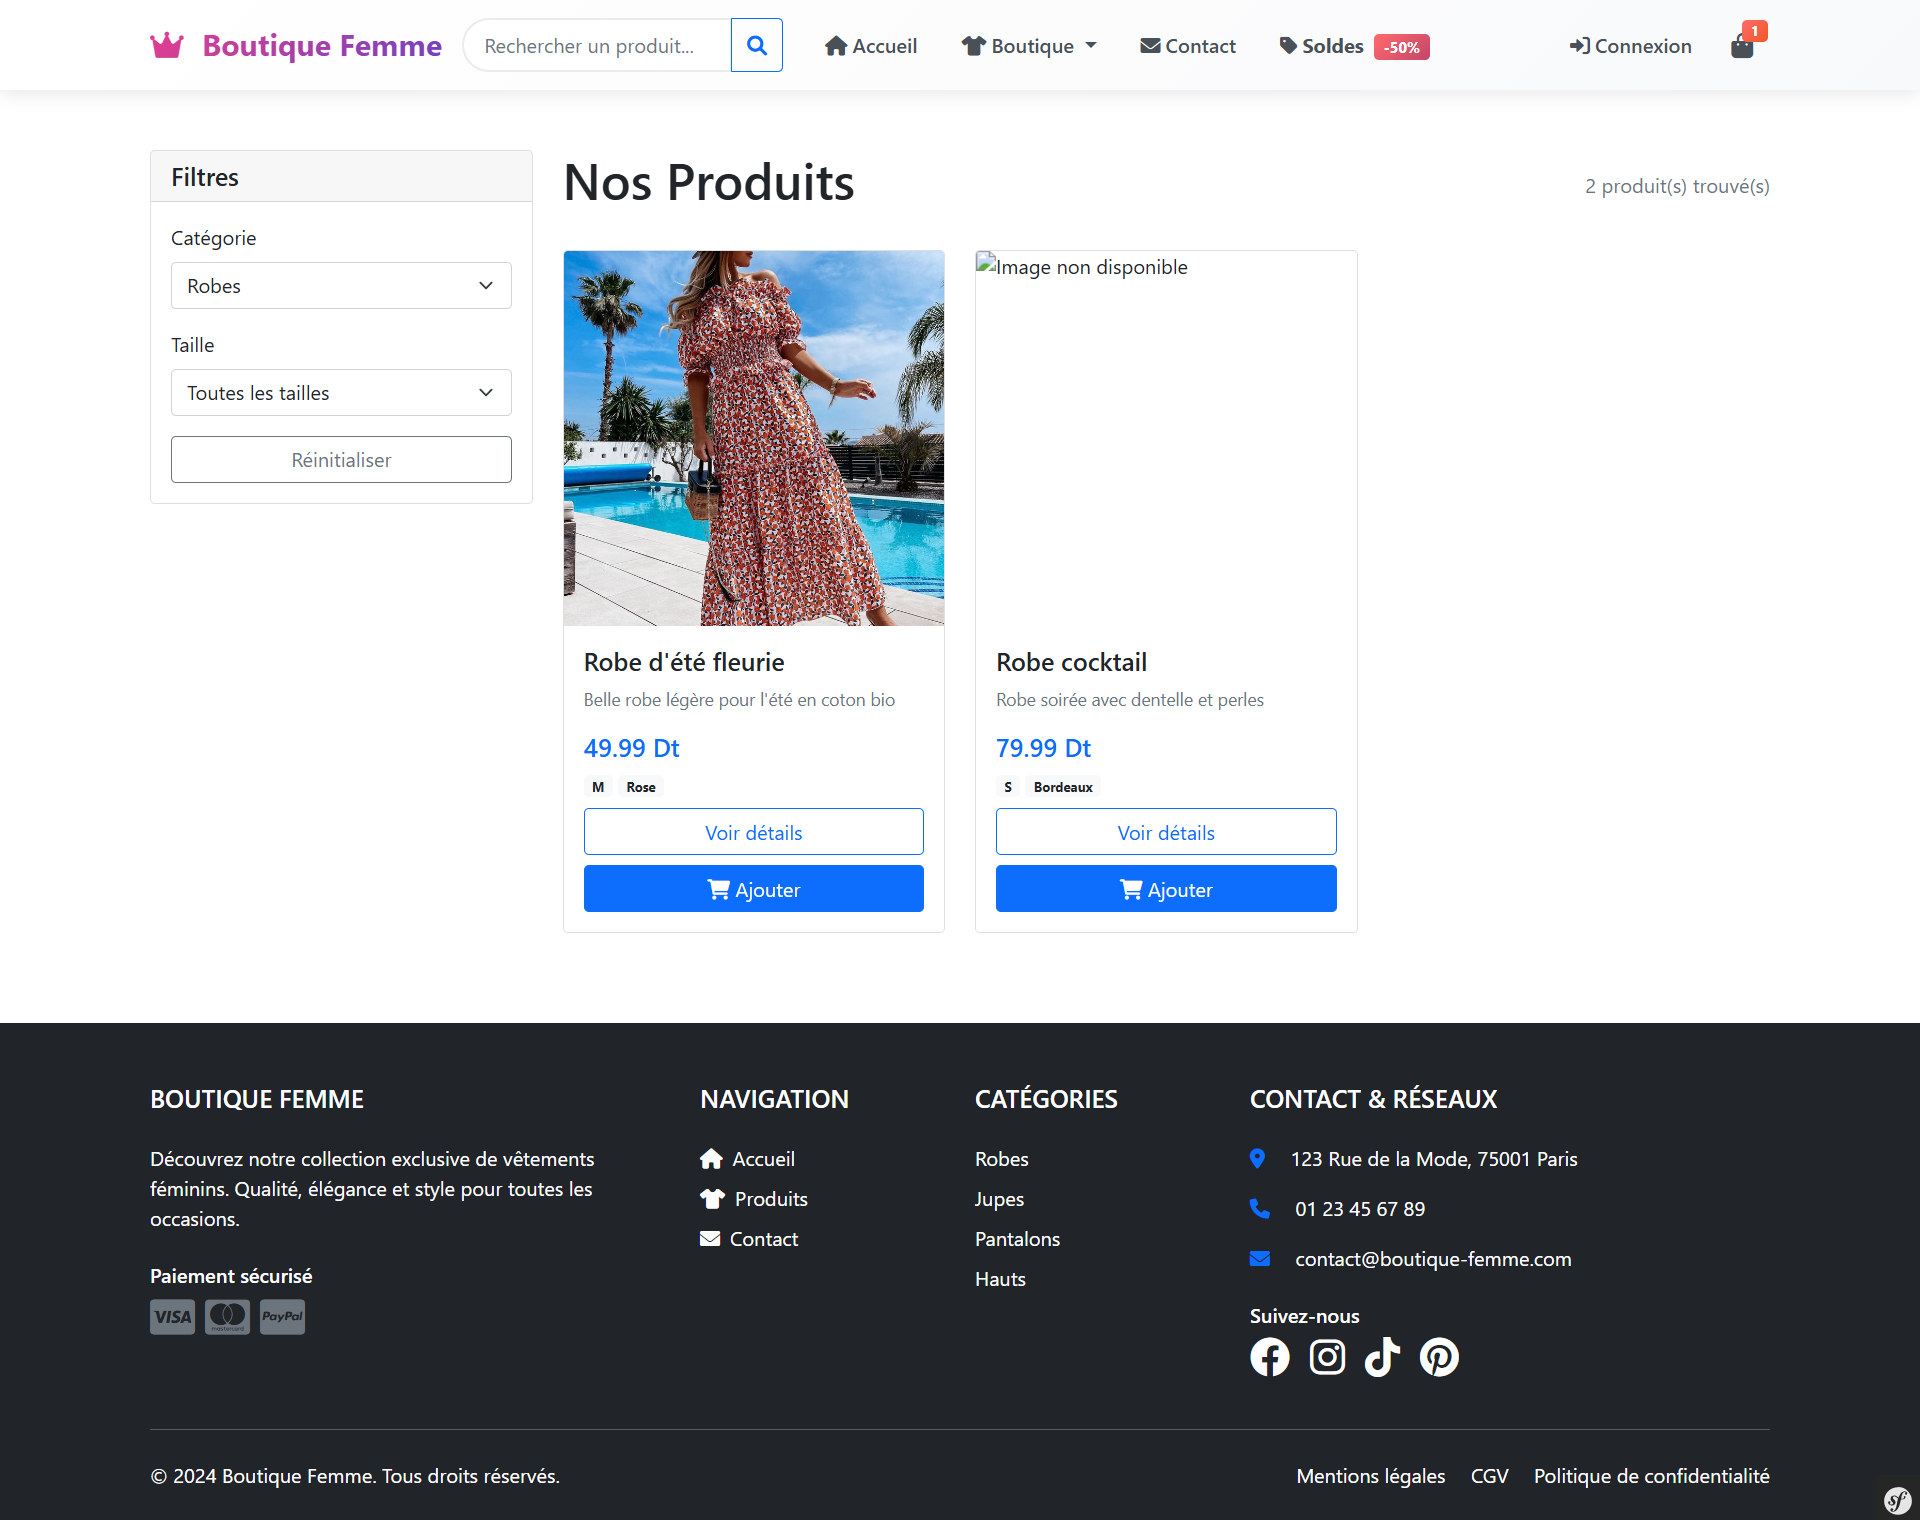 Boutique Femme
Rechercher un produit...
Accueil
Boutique
Contact
Soldes -50%
Connexion
1
Filtres
Catégorie
Robes
Taille
Toutes les tailles
Réinitialiser
Nos Produits
2 produit(s) trouvé(s)
Robe d'été fleurie
Belle robe légère pour l'été en coton bio
49.99 Dt
M Rose
Voir détails
Ajouter
Image non disponible
Robe cocktail
Robe soirée avec dentelle et perles
79.99 Dt
S Bordeaux
Voir détails
Ajouter
BOUTIQUE FEMME
Découvrez notre collection exclusive de vêtements
féminins. Qualité, élégance et style pour toutes les
occasions.
Paiement sécurisé
VISA mastercard PayPal
NAVIGATION
Accueil
Produits
Contact
CATÉGORIES
Robes
Jupes
Pantalons
Hauts
CONTACT & RÉSEAUX
123 Rue de la Mode, 75001 Paris
01 23 45 67 89
contact@boutique-femme.com
Suivez-nous
© 2024 Boutique Femme. Tous droits réservés.
Mentions légales CGV Politique de confidentialité
sf